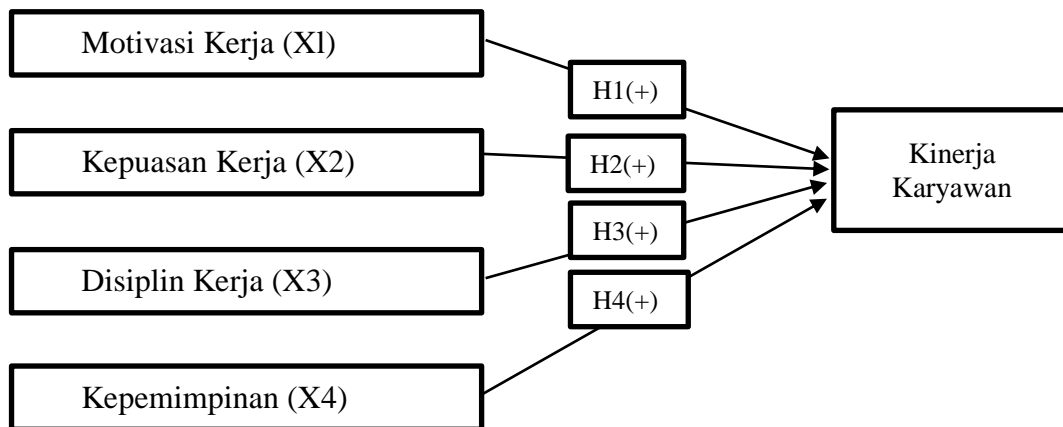 Motivasi Kerja (Xl)
H1(+)
Kepuasan Kerja (X2)
H2(+)
Kinerja
Karyawan
H3(+)
Disiplin Kerja (X3)
H4(+)
Kepemimpinan (X4)